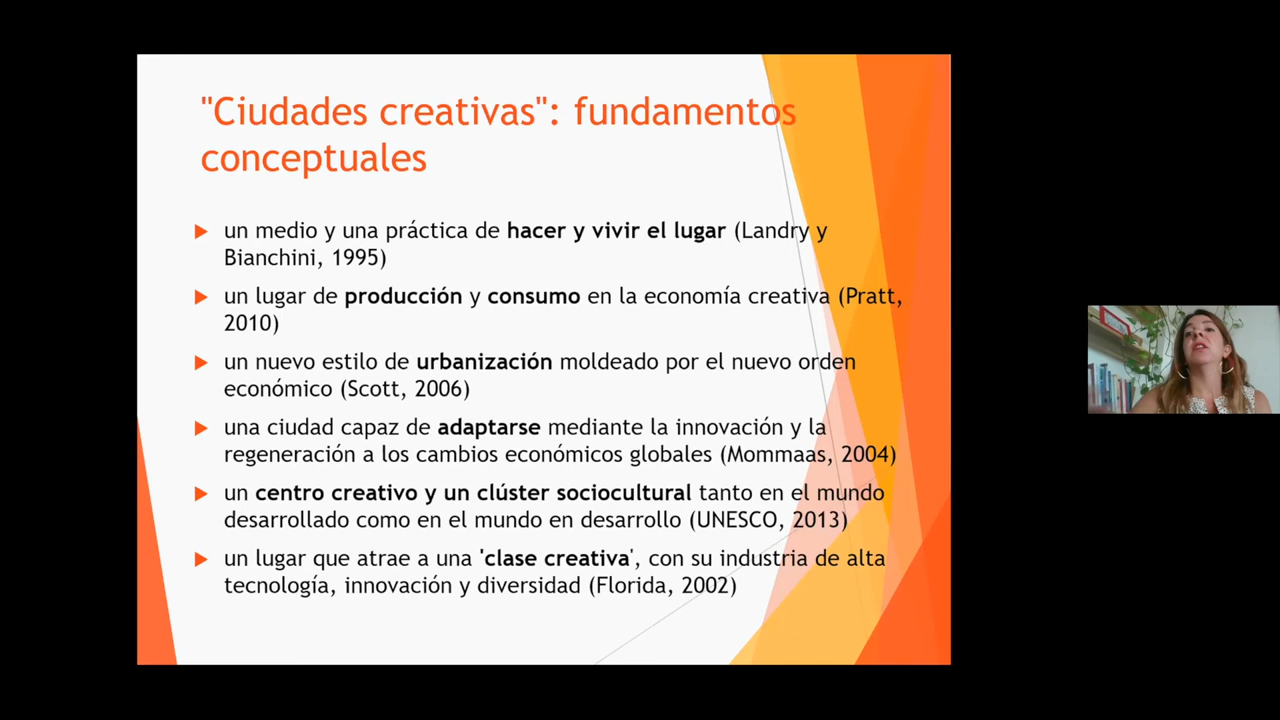 "Ciudades creativas": fundamentos
conceptuales
un medio y una práctica de hacer y vivir el lugar (Landry y
Bianchini, 1995)
un lugar de producción y consumo en la economía creativa (Pratt,
2010)
un nuevo estilo de urbanización moldeado por el nuevo orden
económico (Scott, 2006)
una ciudad capaz de adaptarse mediante la innovación y la
regeneración a los cambios económicos globales (Mommaas, 2004)
un centro creativo y un clúster sociocultural tanto en el mundo
desarrollado como en el mundo en desarrollo (UNESCO, 2013)
un lugar que atrae a una 'clase creativa', con su industria de alta
tecnología, innovación y diversidad (Florida, 2002)